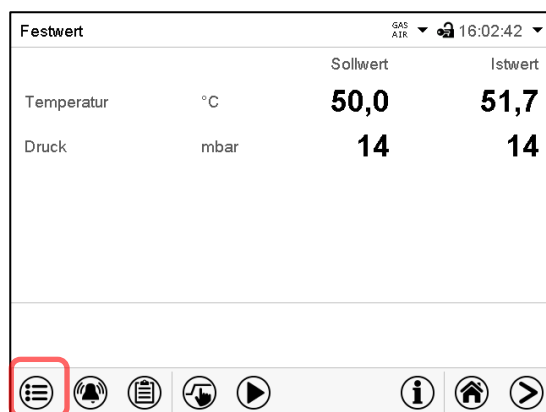 Festwert GAS AIR 16:02:42
Sollwert Istwert
Temperatur °C 50,0 51,7
Druck mbar 14 14